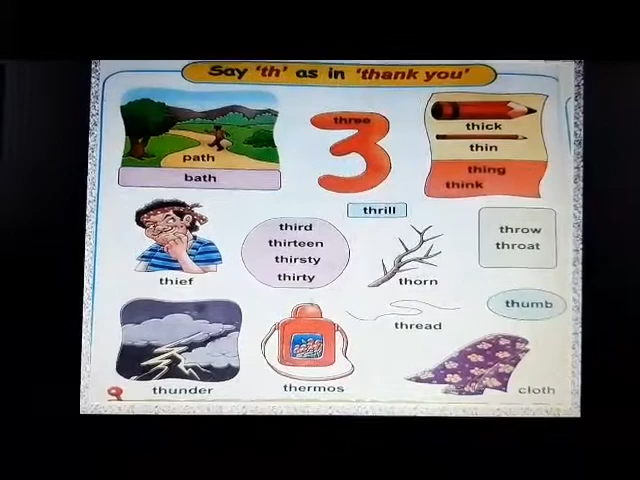 Say 'th' as in 'thank you'
path
bath
three
thick
thin
thing
think
thief
third
thirteen
thirsty
thirty
thrill
thorn
throw
throat
thunder
thermos
thread
thumb
cloth